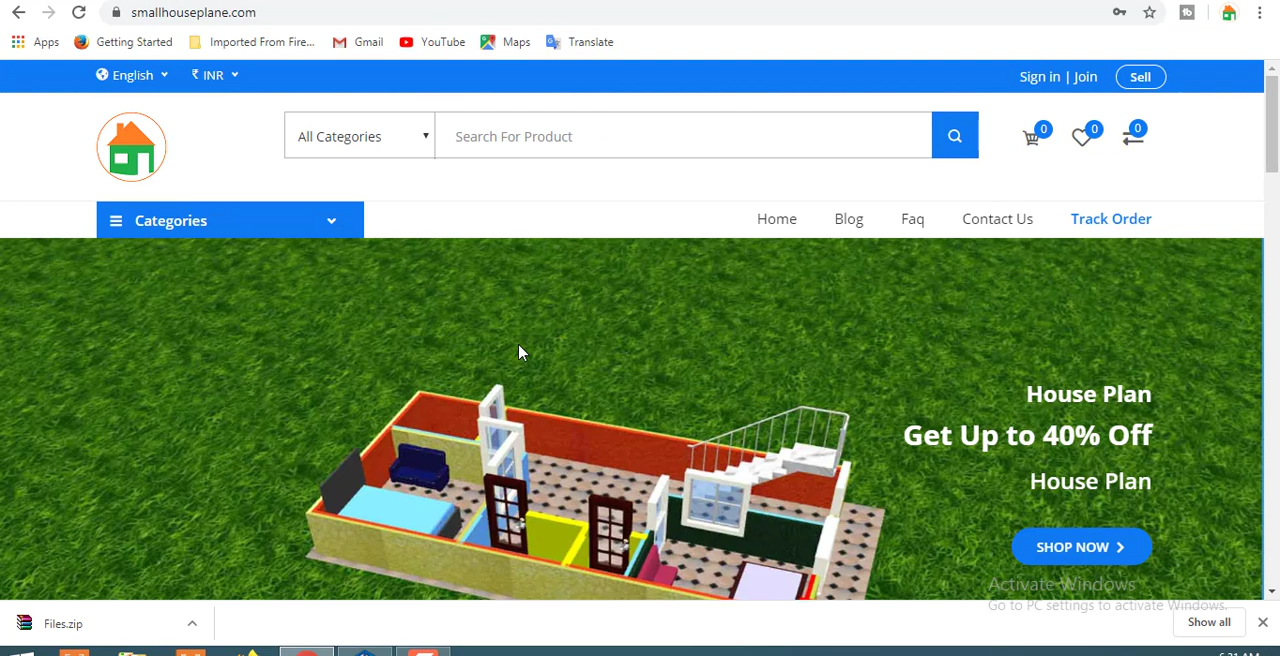 smallhouseplane.com
Apps Getting Started Imported From Fire... Gmail YouTube Maps Translate
English ₹ INR Sign in | Join Sell
All Categories Search For Product 0 0 0
Categories Home Blog Faq Contact Us Track Order
House Plan
Get Up to 40% Off
House Plan
SHOP NOW
Activate Windows
Go to PC settings to activate Windows.
Files.zip Show all